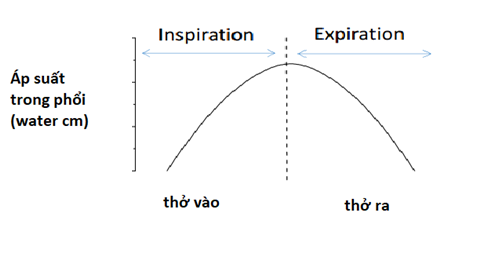 Inspiration
Expiration
Áp suất
trong phổi
(water cm)
thở vào
thở ra